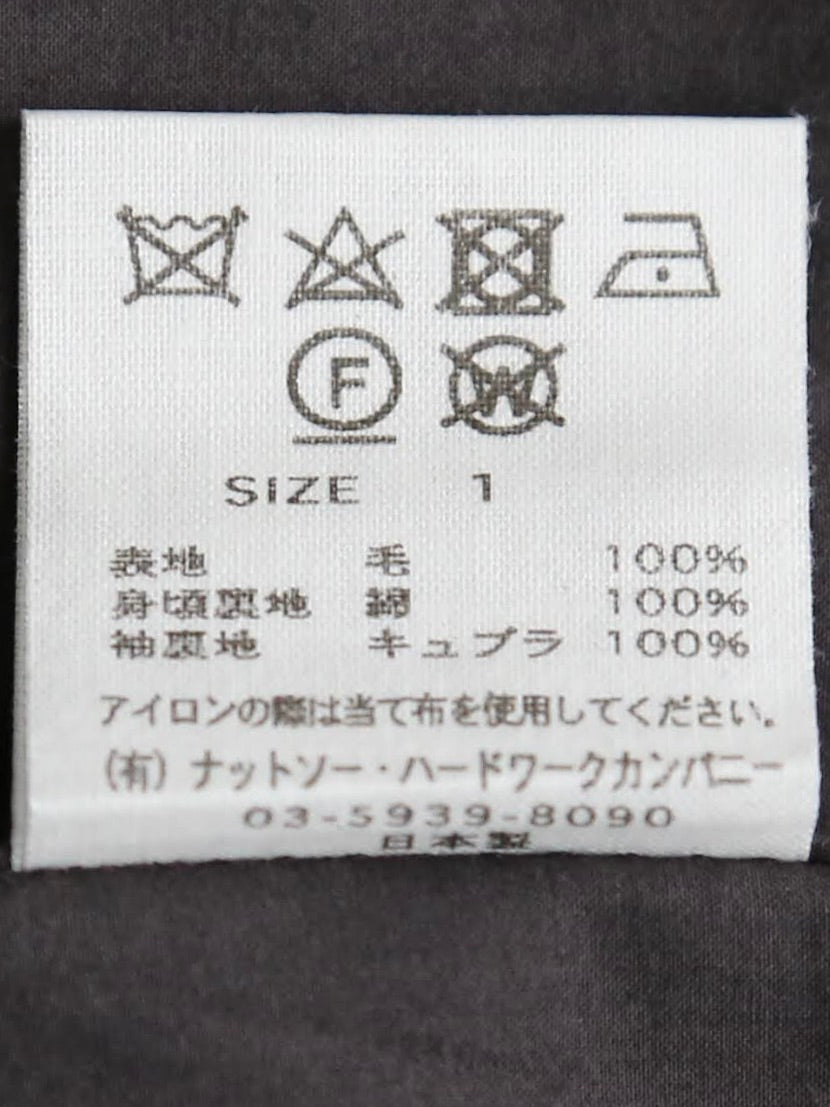 F W
SIZE 1
表地 毛 100%
身頃裏地 綿 100%
袖裏地 キュプラ 100%
アイロンの際は当て布を使用してください。
(有) ナットソー・ハードワークカンパニー
03-5939-8090
日本製